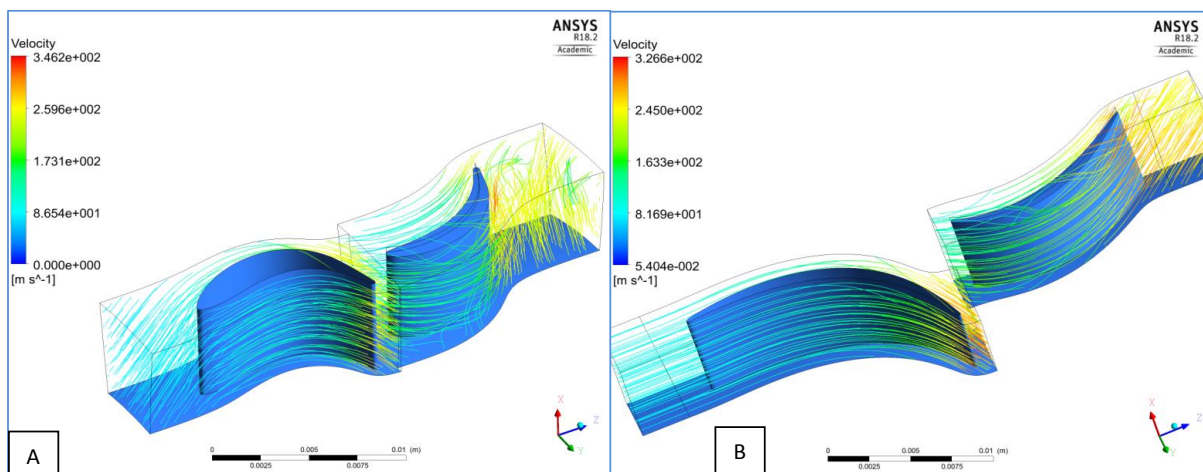 ANSYS
R18.2
Academic
Velocity
3.462e+002
2.596e+002
1.731e+002
8.654e+001
0.000e+000
[m s^-1]
X
Z
Y
0
0.005
0.01 (m)
0.0025
0.0075
A
ANSYS
R18.2
Academic
Velocity
3.266e+002
2.450e+002
1.633e+002
8.169e+001
5.404e-002
[m s^-1]
X
Z
Y
0
0.005
0.01 (m)
0.0025
0.0075
B